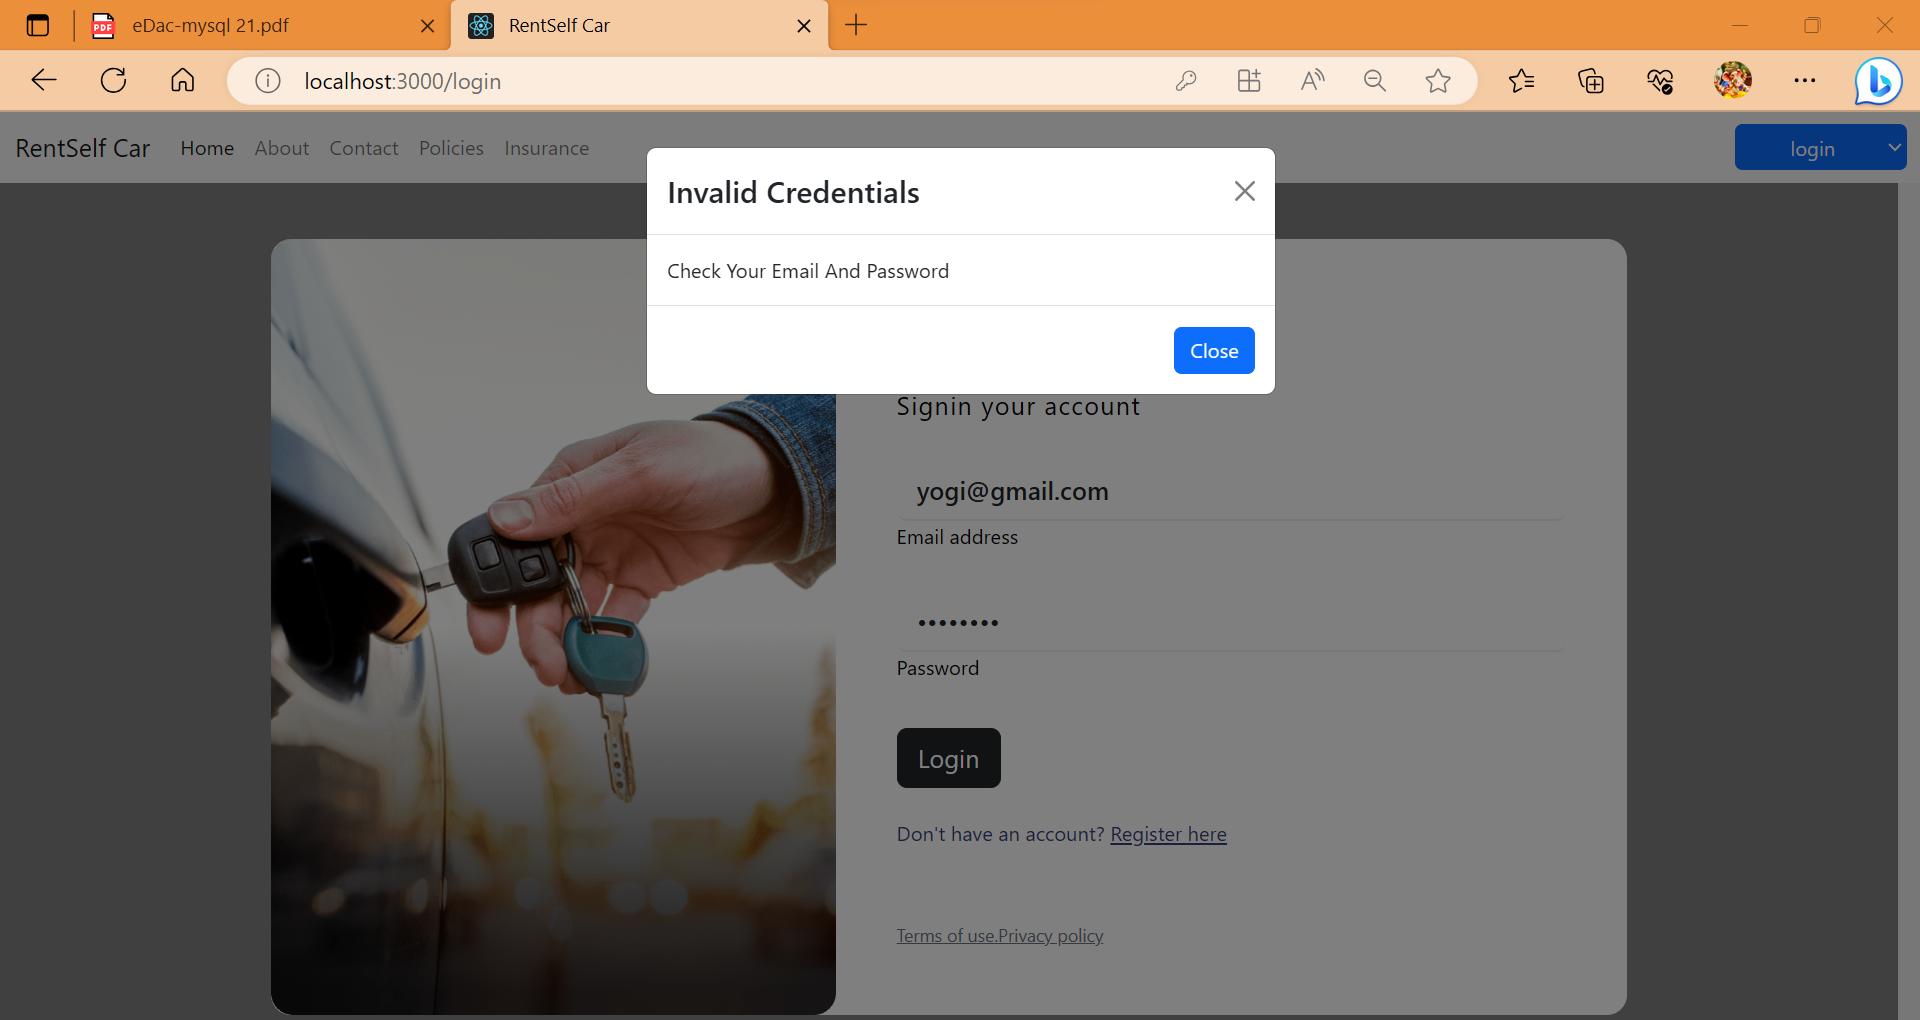 eDac-mysql 21.pdf
RentSelf Car
localhost:3000/login
RentSelf Car Home About Contact Policies Insurance login
Invalid Credentials
Check Your Email And Password
Close
Signin your account
yogi@gmail.com
Email address
••••••••
Password
Login
Don't have an account? Register here
Terms of use.Privacy policy